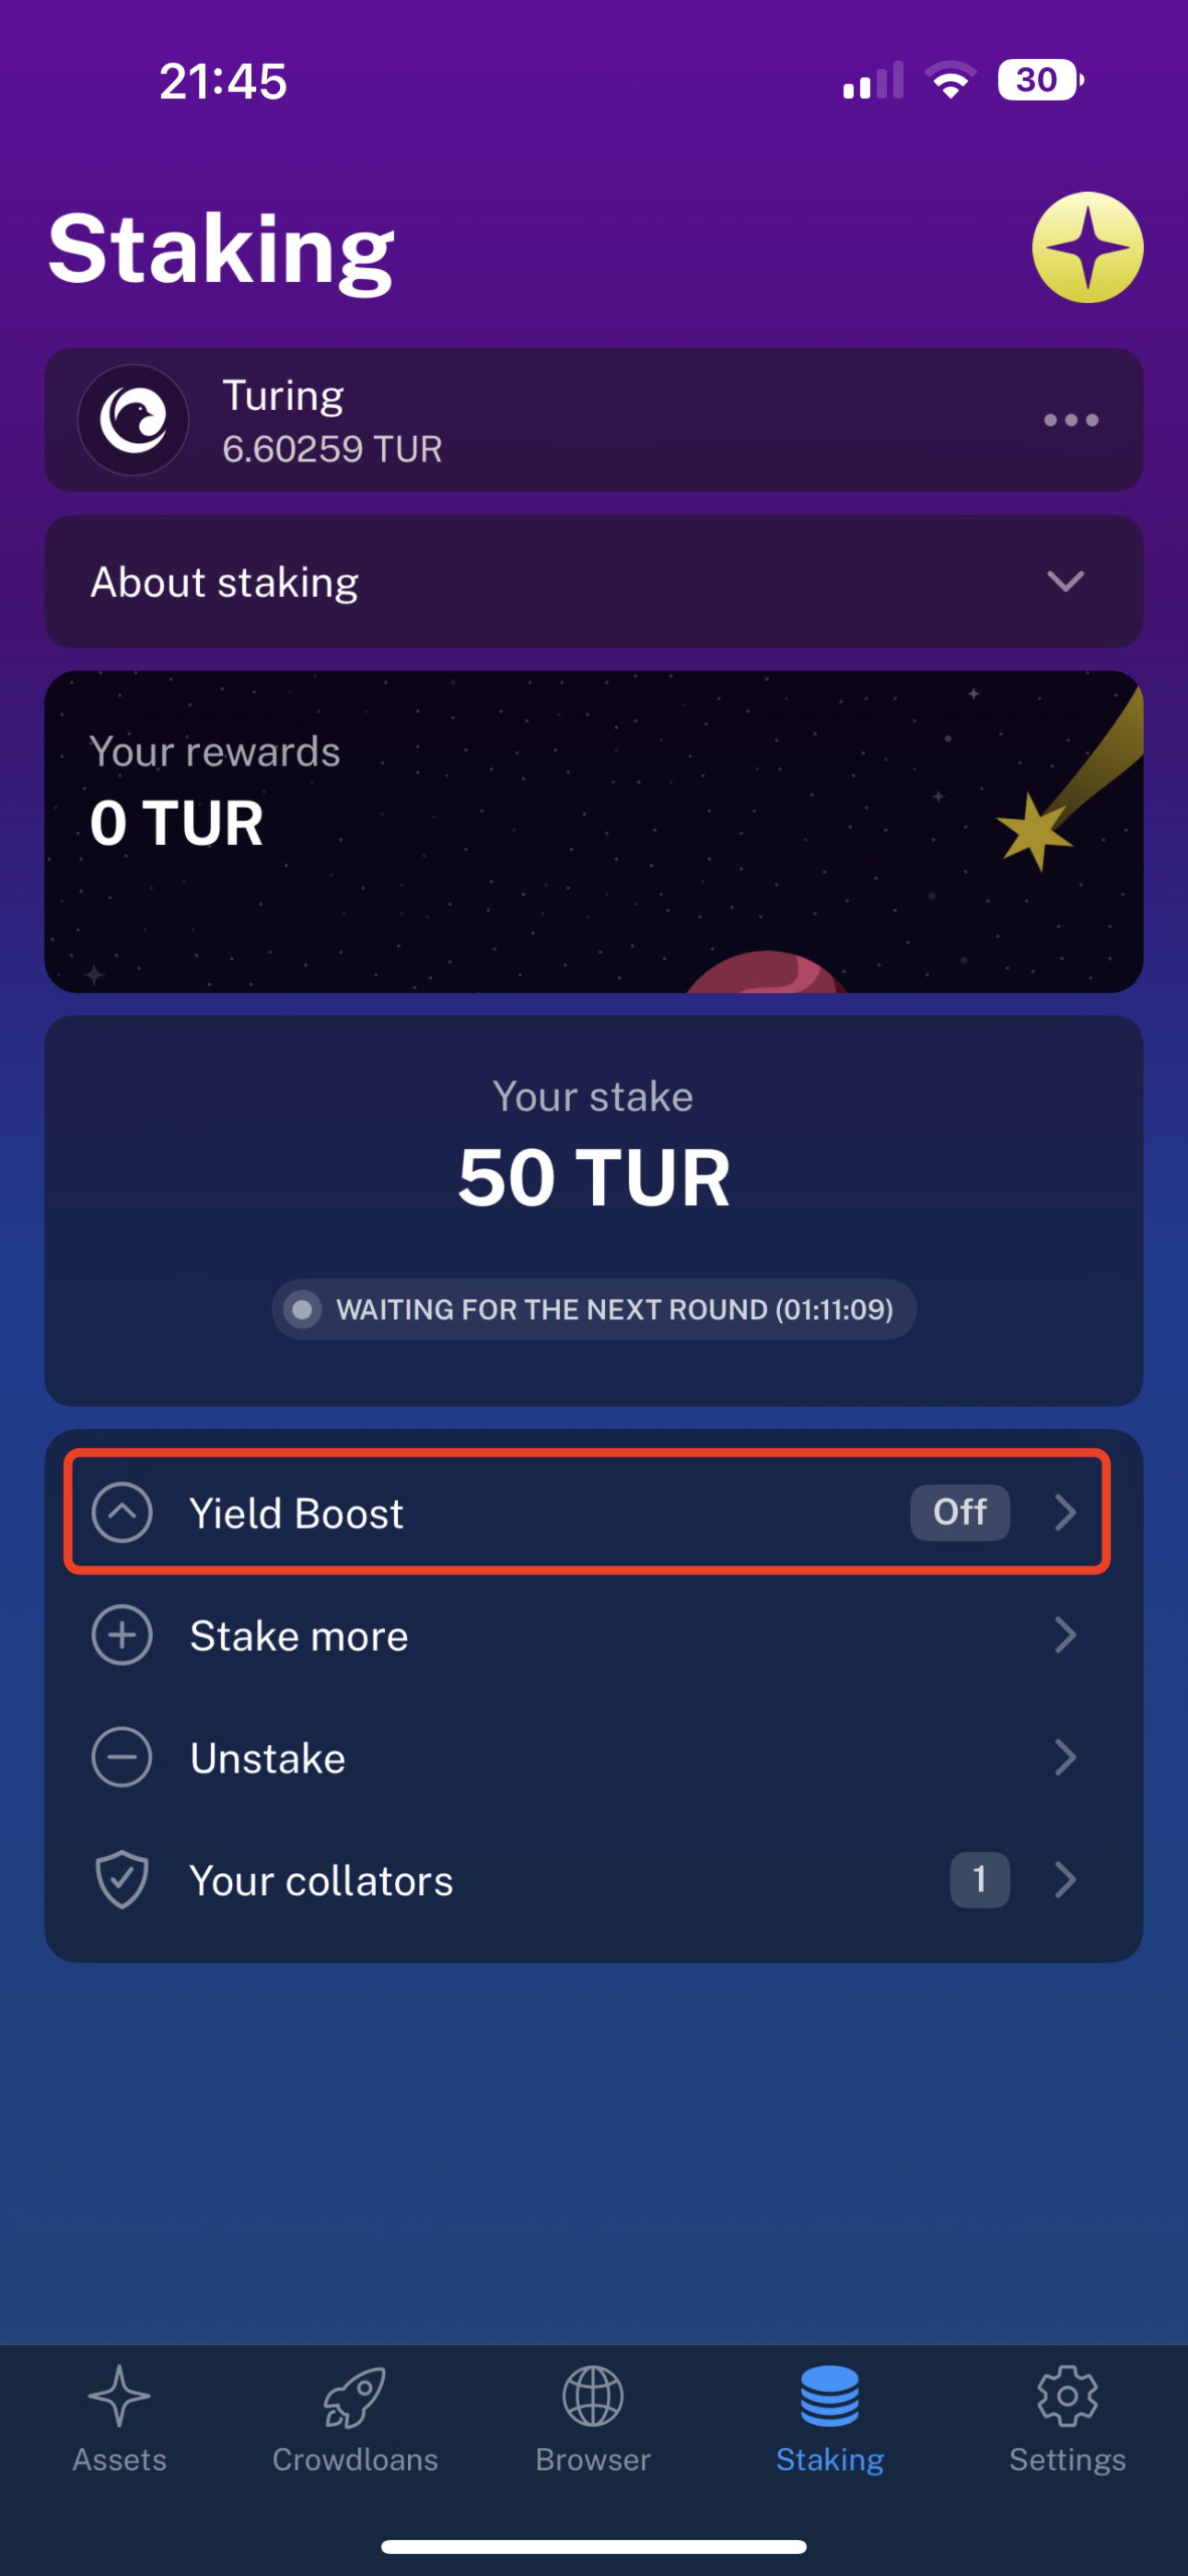 21:45
30
Staking
Turing
6.60259 TUR
About staking
Your rewards
0 TUR
Your stake
50 TUR
WAITING FOR THE NEXT ROUND (01:11:09)
Yield Boost
Off
Stake more
Unstake
Your collators
1
Assets
Crowdloans
Browser
Staking
Settings